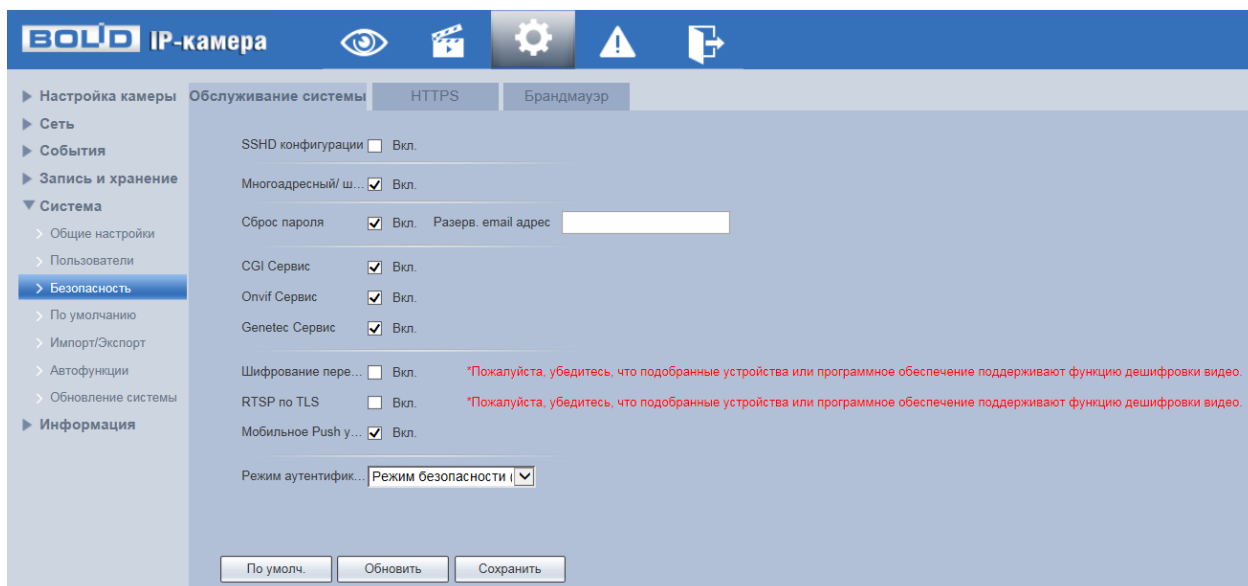 BOLID IP-камера
Настройка камеры
Сеть
События
Запись и хранение
Система
Общие настройки
Пользователи
Безопасность
По умолчанию
Импорт/Экспорт
Автофункции
Обновление системы
Информация
Обслуживание системы HTTPS Брандмауэр
SSHD конфигурации Вкл.
Многоадресный/ ш... Вкл.
Сброс пароля Вкл. Разерв. email адрес
CGI Сервис Вкл.
Onvif Сервис Вкл.
Genetec Сервис Вкл.
Шифрование пере... Вкл. *Пожалуйста, убедитесь, что подобранные устройства или программное обеспечение поддерживают функцию дешифровки видео.
RTSP по TLS Вкл. *Пожалуйста, убедитесь, что подобранные устройства или программное обеспечение поддерживают функцию дешифровки видео.
Мобильное Push у... Вкл.
Режим аутентифик... Режим безопасности (
По умолч. Обновить Сохранить